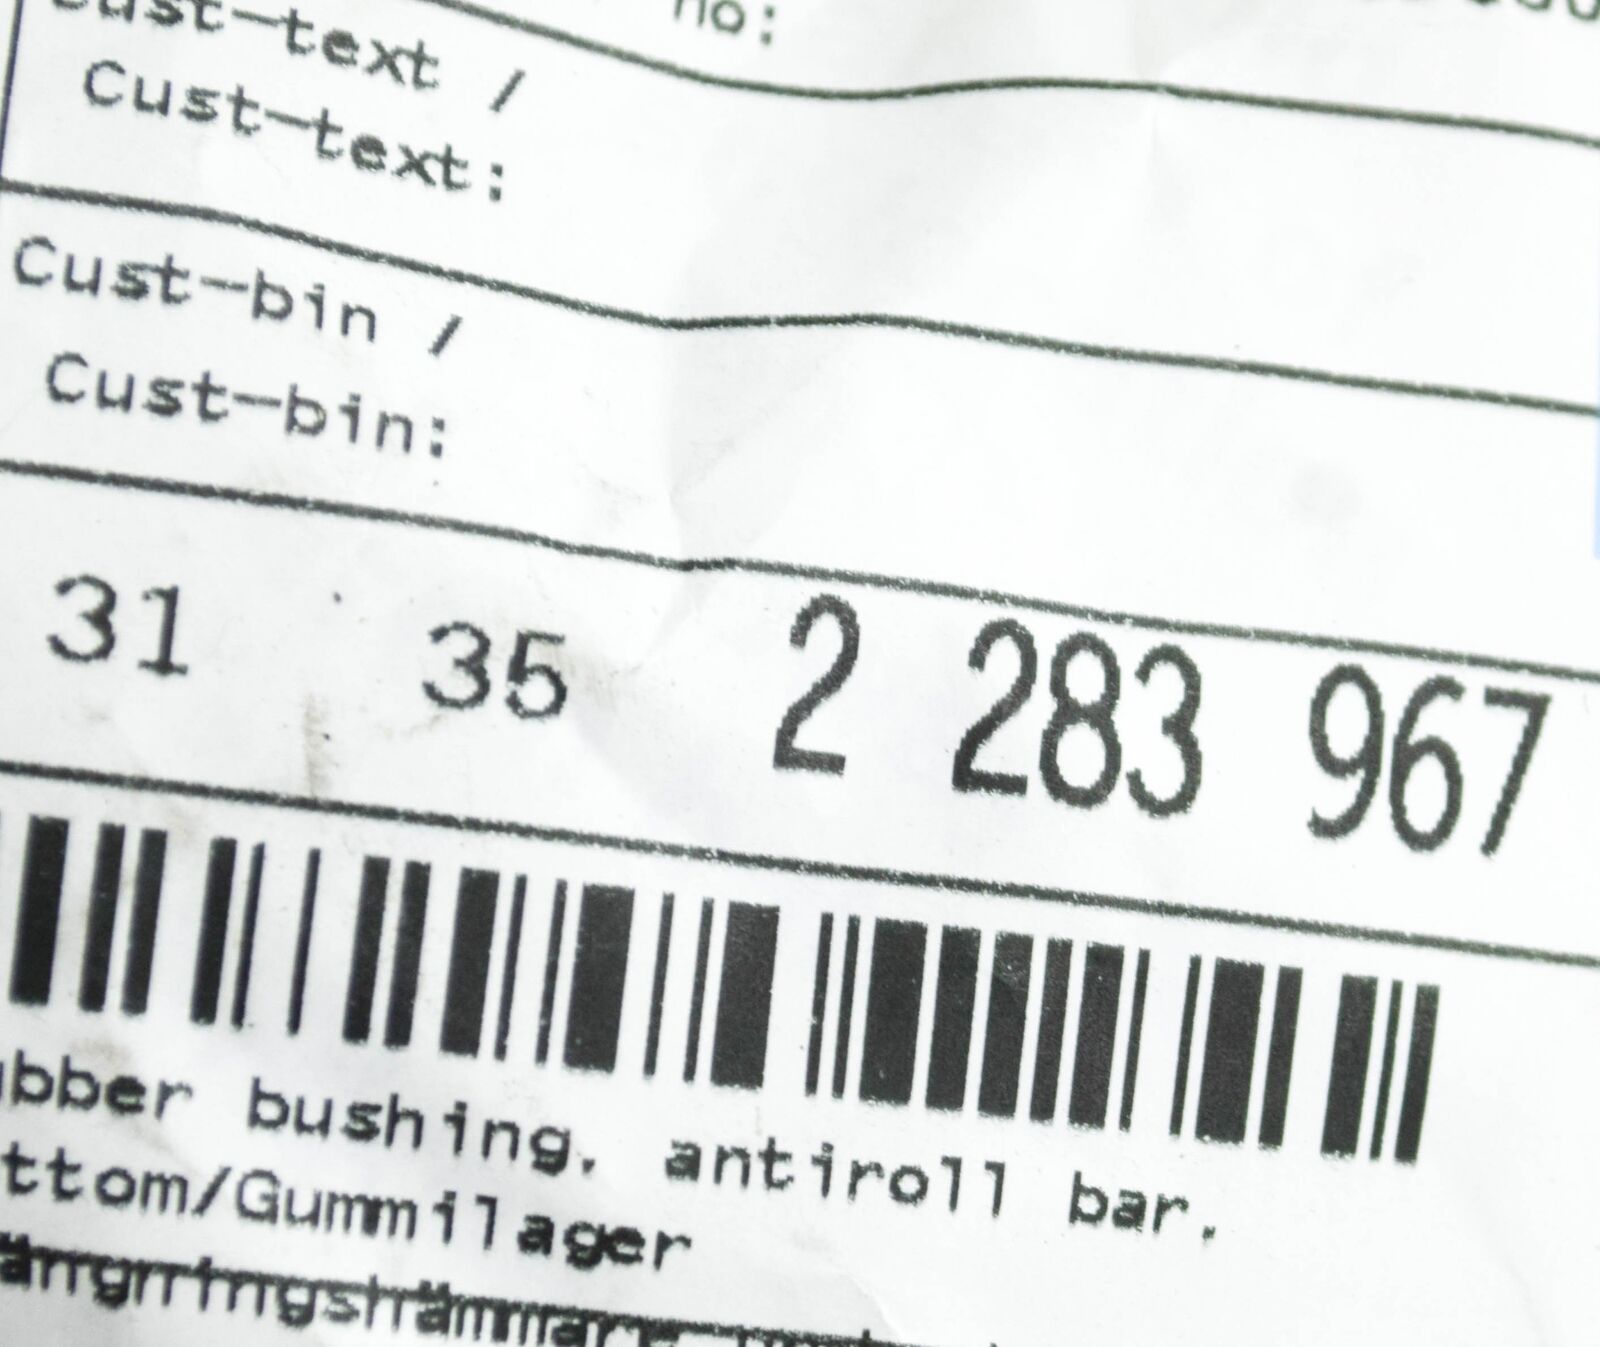 no:
Cust-text /
Cust-text:
Cust-bin /
Cust-bin:
31 35 2 283 967
bber bushing, antiroll bar,
ttom/Gummilager